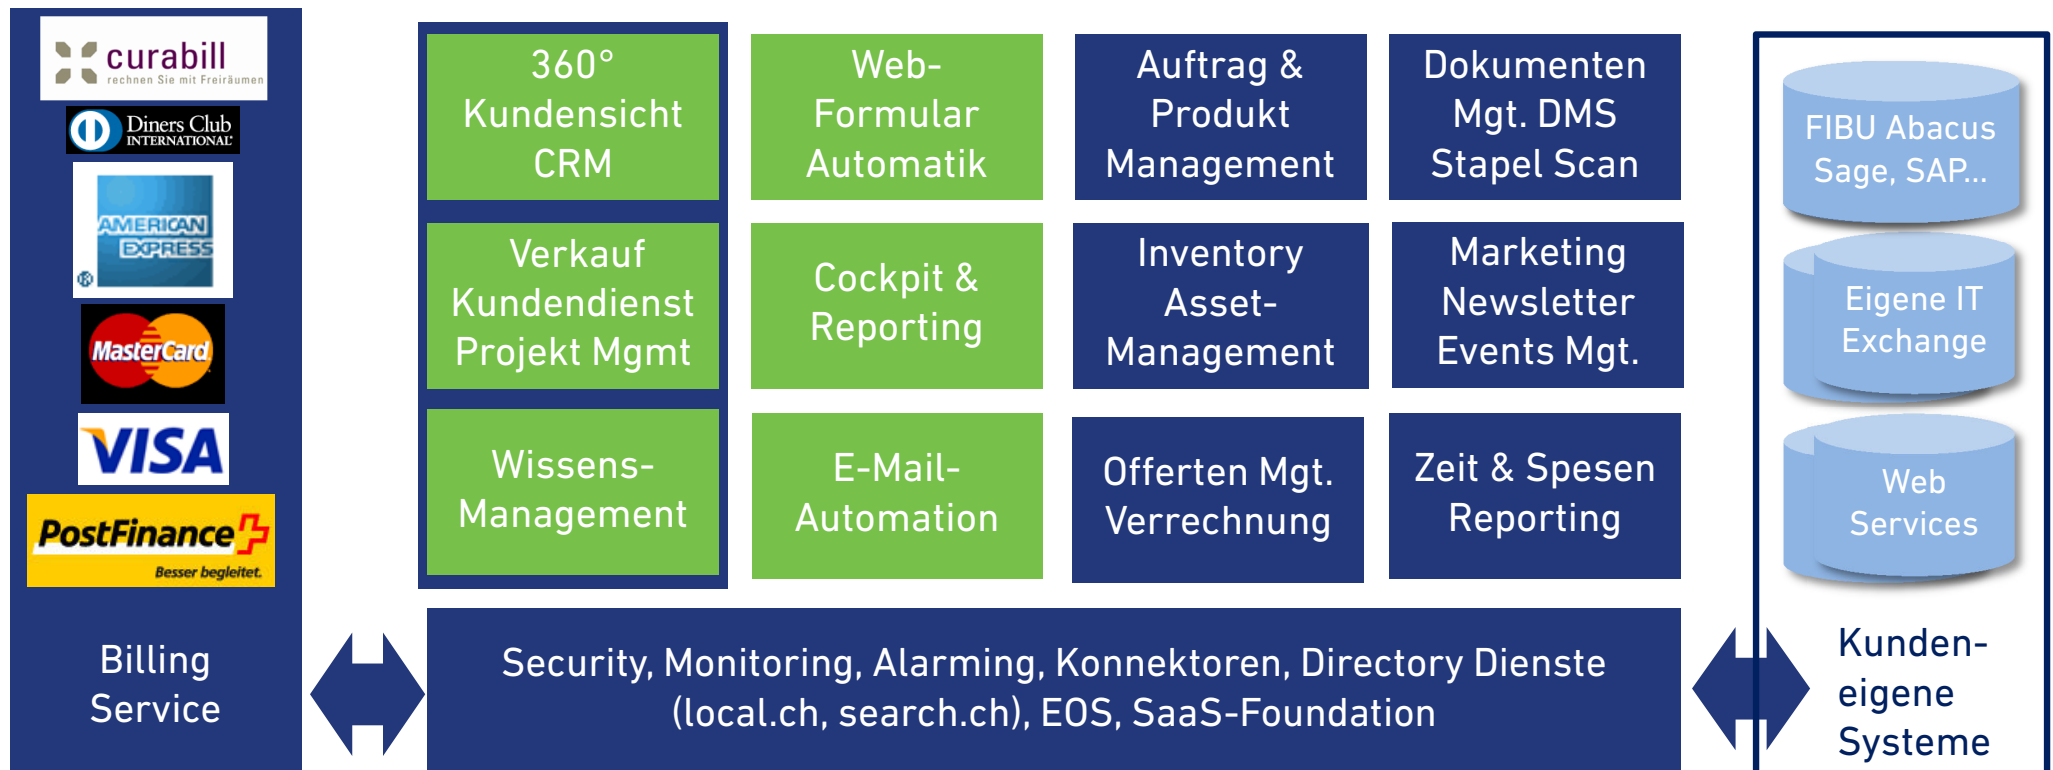 curabill
rechnen Sie mit Freiräumen
Diners Club
INTERNATIONAL®
AMERICAN
EXPRESS
®
MasterCard
VISA
PostFinance
Besser begleitet.
Billing
Service
360°
Kundensicht
CRM
Web-
Formular
Automatik
Auftrag &
Produkt
Management
Dokumenten
Mgt. DMS
Stapel Scan
Verkauf
Kundendienst
Projekt Mgmt
Cockpit &
Reporting
Inventory
Asset-
Management
Marketing
Newsletter
Events Mgt.
Wissens-
Management
E-Mail-
Automation
Offerten Mgt.
Verrechnung
Zeit & Spesen
Reporting
Security, Monitoring, Alarming, Konnektoren, Directory Dienste
(local.ch, search.ch), EOS, SaaS-Foundation
FIBU Abacus
Sage, SAP...
Eigene IT
Exchange
Web
Services
Kunden-
eigene
Systeme